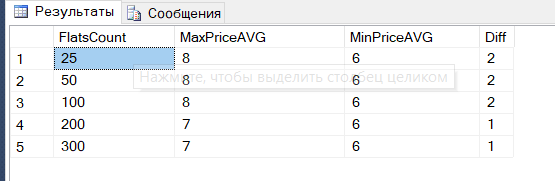 Результаты Сообщения
FlatsCount MaxPriceAVG MinPriceAVG Diff
1 25 8 6 2
2 50 8 6 2
3 100 8 6 2
4 200 7 6 1
5 300 7 6 1
Нажмите, чтобы выделить столбец целиком